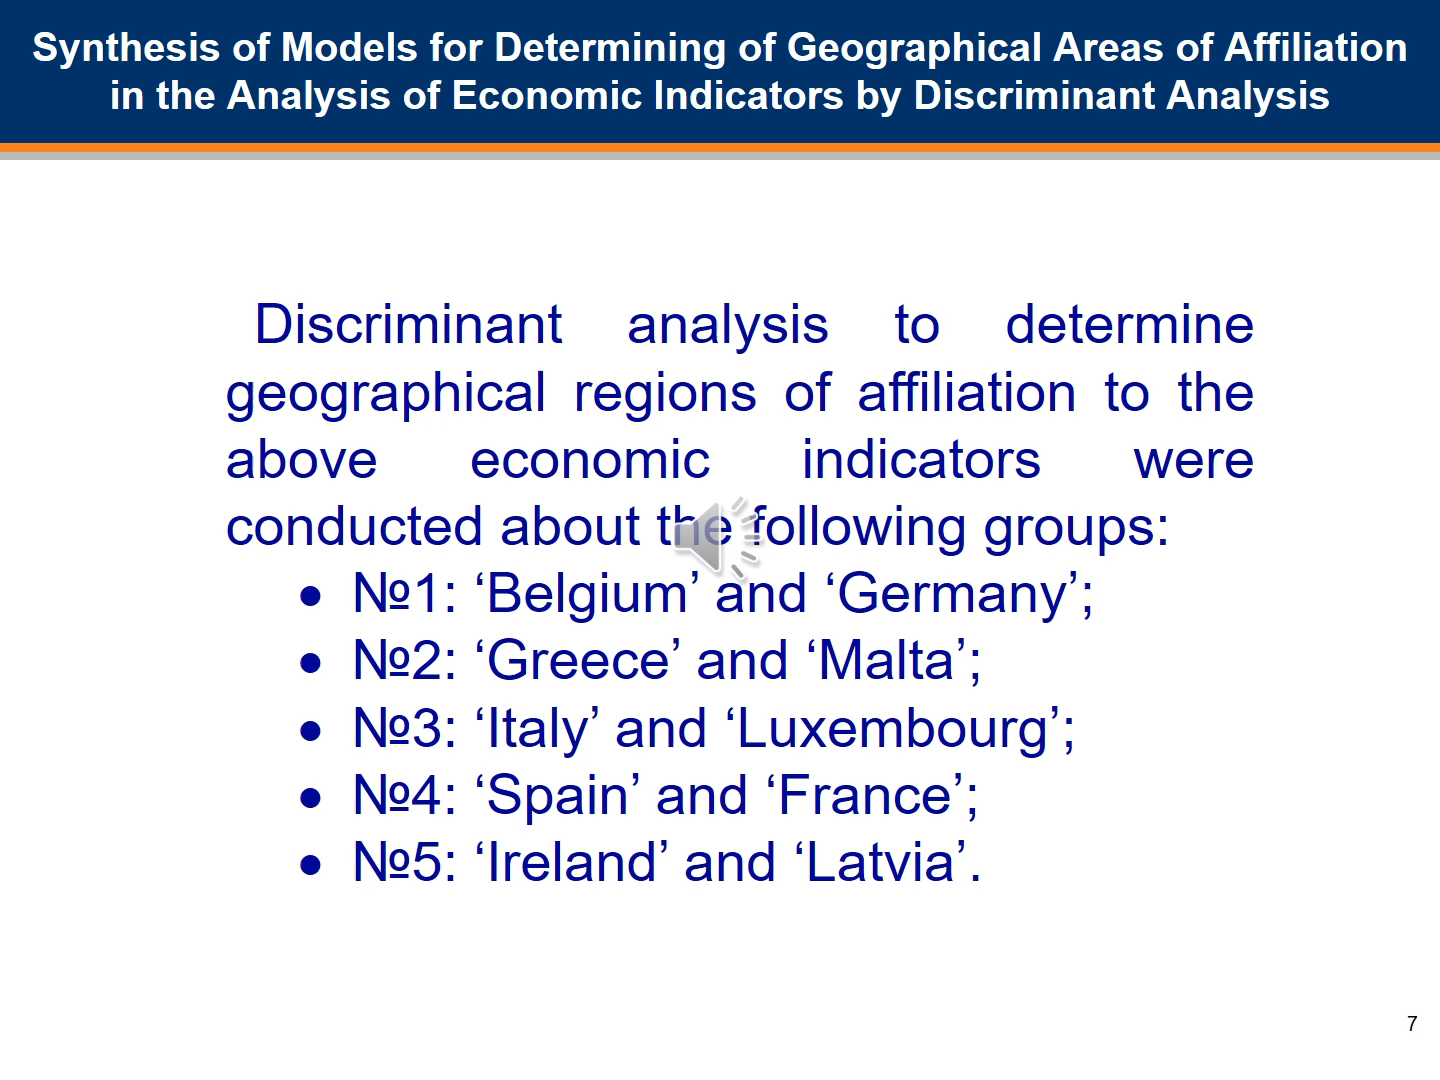 Synthesis of Models for Determining of Geographical Areas of Affiliation
in the Analysis of Economic Indicators by Discriminant Analysis
Discriminant analysis to determine
geographical regions of affiliation to the
above economic indicators were
conducted about the following groups:
• №1: ‘Belgium’ and ‘Germany’;
• №2: ‘Greece’ and ‘Malta’;
• №3: ‘Italy’ and ‘Luxembourg’;
• №4: ‘Spain’ and ‘France’;
• №5: ‘Ireland’ and ‘Latvia’.
7